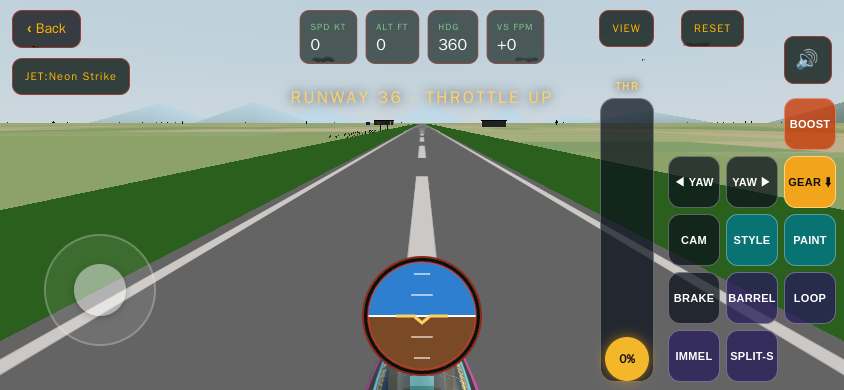 ‹ Back
SPD KT
0
ALT FT
0
HDG
360
VS FPM
+0
VIEW
RESET
JET:Neon Strike
RUNWAY 36 · THROTTLE UP
THR
BOOST
YAW
YAW
GEAR
CAM
STYLE
PAINT
BRAKE
BARREL
LOOP
0%
IMMEL
SPLIT-S